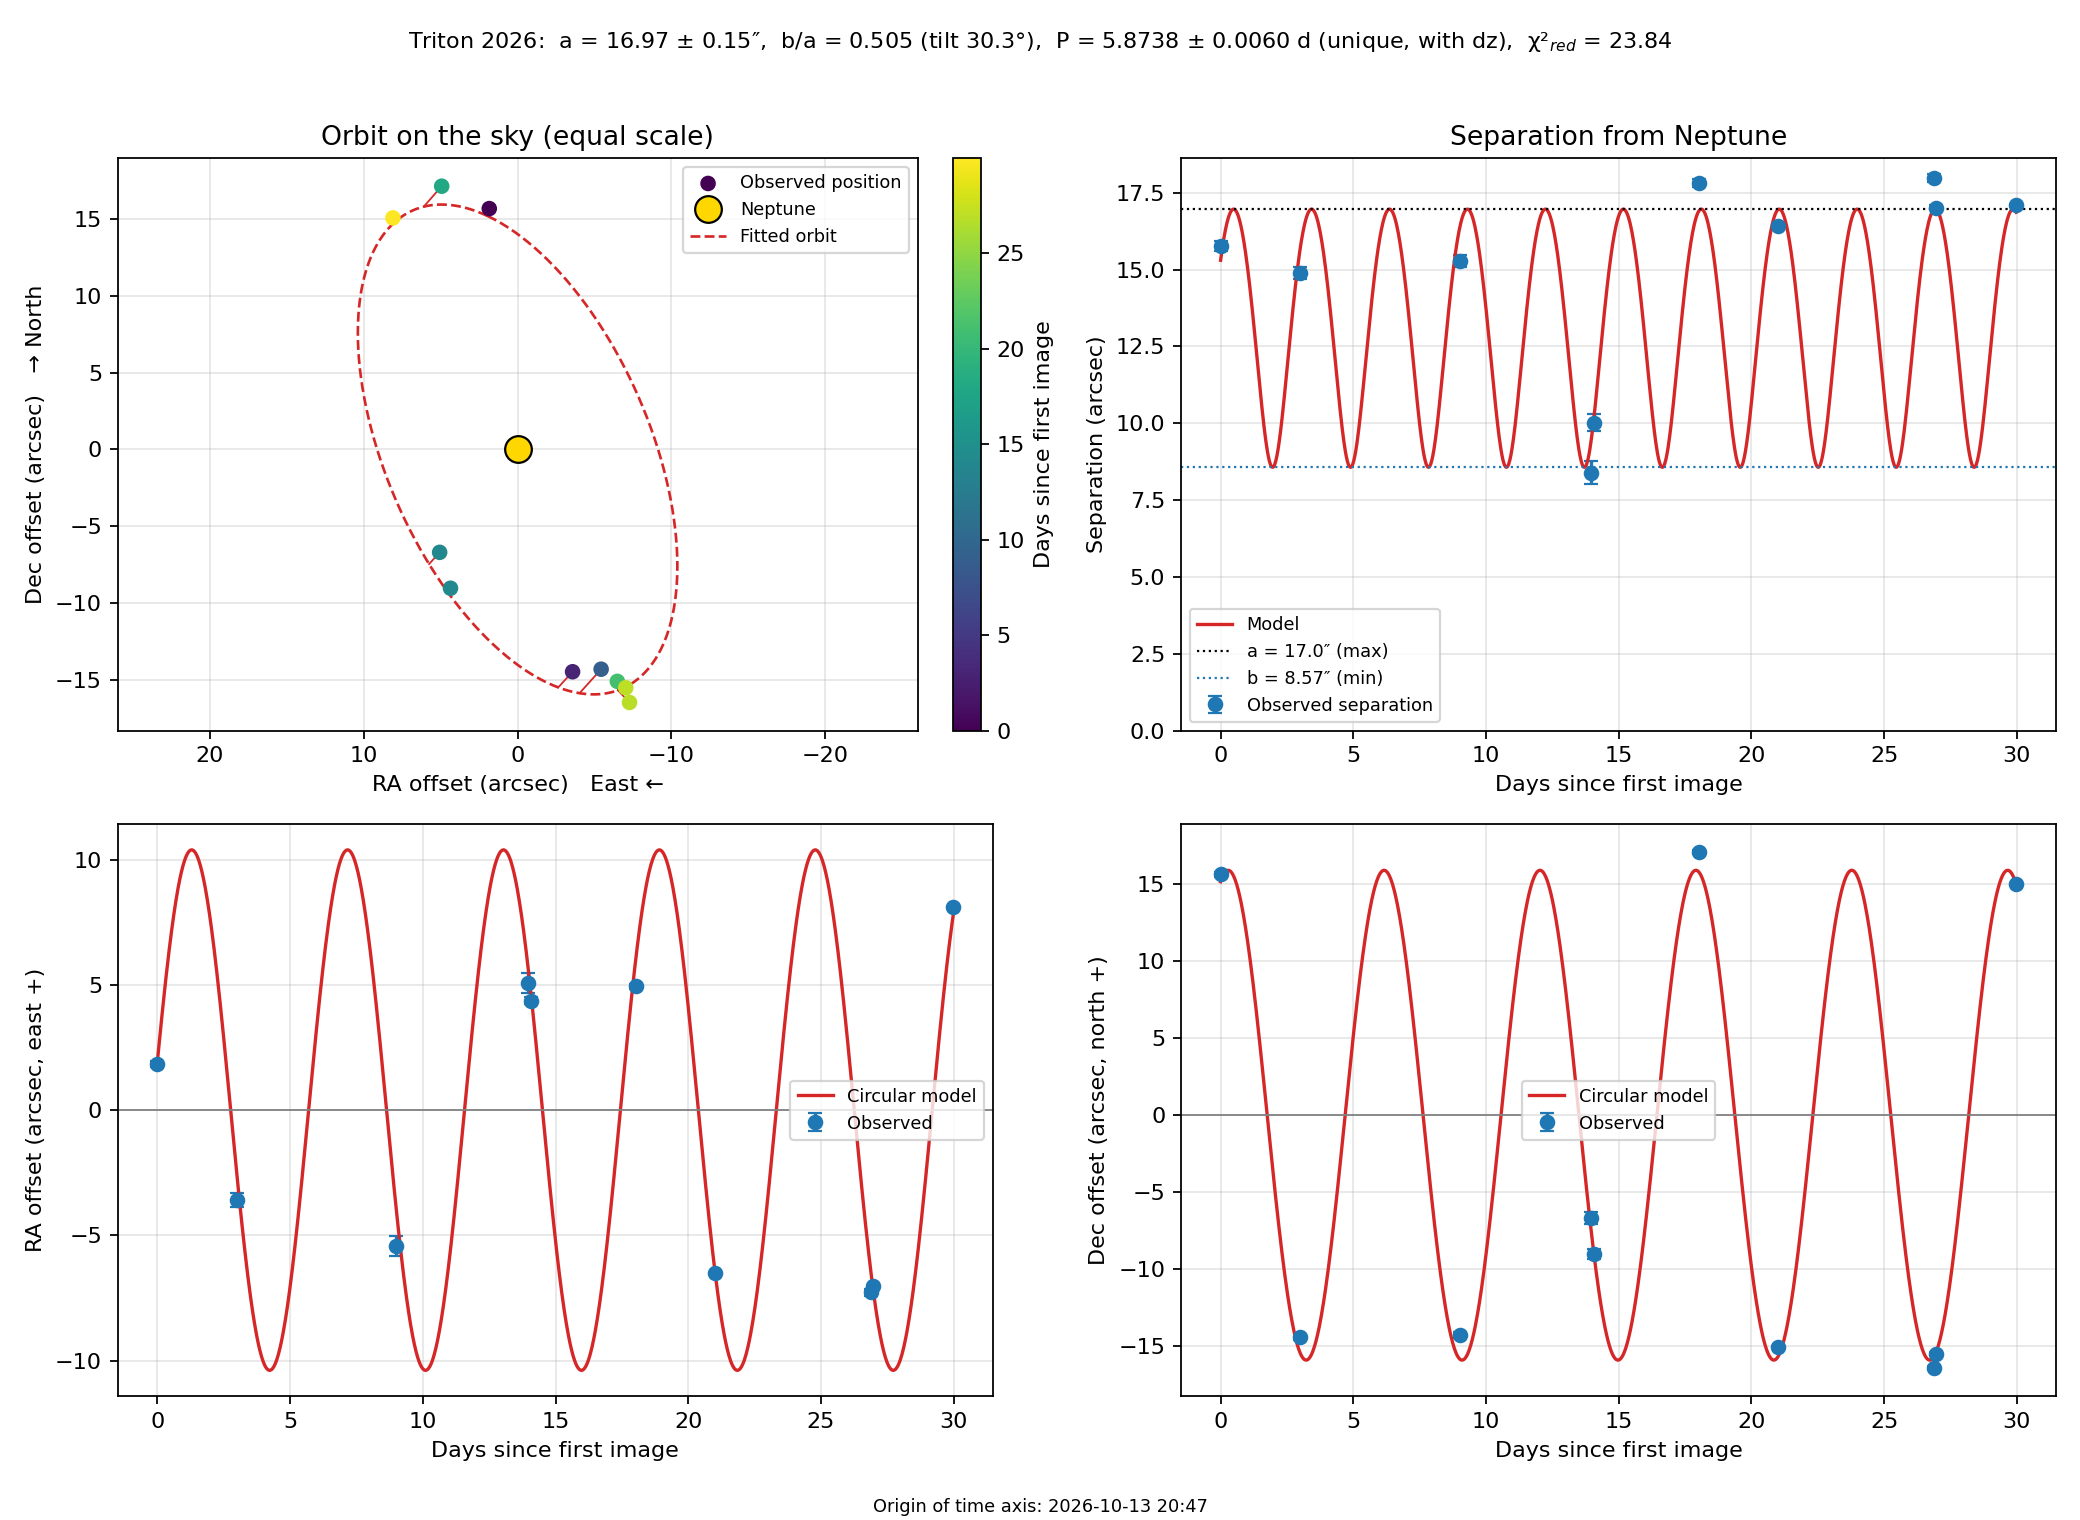 Triton 2026:  a = 16.97 ± 0.15″,  b/a = 0.505 (tilt 30.3°),  P = 5.8738 ± 0.0060 d (unique, with dz),  χ²red = 23.84
Orbit on the sky (equal scale)
Observed position
Neptune
Fitted orbit
Dec offset (arcsec)   → North
15
10
5
0
−5
−10
−15
20
10
0
−10
−20
RA offset (arcsec)   East ←
25
20
15
10
5
0
Days since first image
Separation from Neptune
Separation (arcsec)
17.5
15.0
12.5
10.0
7.5
5.0
2.5
0.0
Model
a = 17.0″ (max)
b = 8.57″ (min)
Observed separation
0
5
10
15
20
25
30
Days since first image
RA offset (arcsec, east +)
10
5
0
−5
−10
Circular model
Observed
0
5
10
15
20
25
30
Days since first image
Dec offset (arcsec, north +)
15
10
5
0
−5
−10
−15
Circular model
Observed
0
5
10
15
20
25
30
Days since first image
Origin of time axis: 2026-10-13 20:47